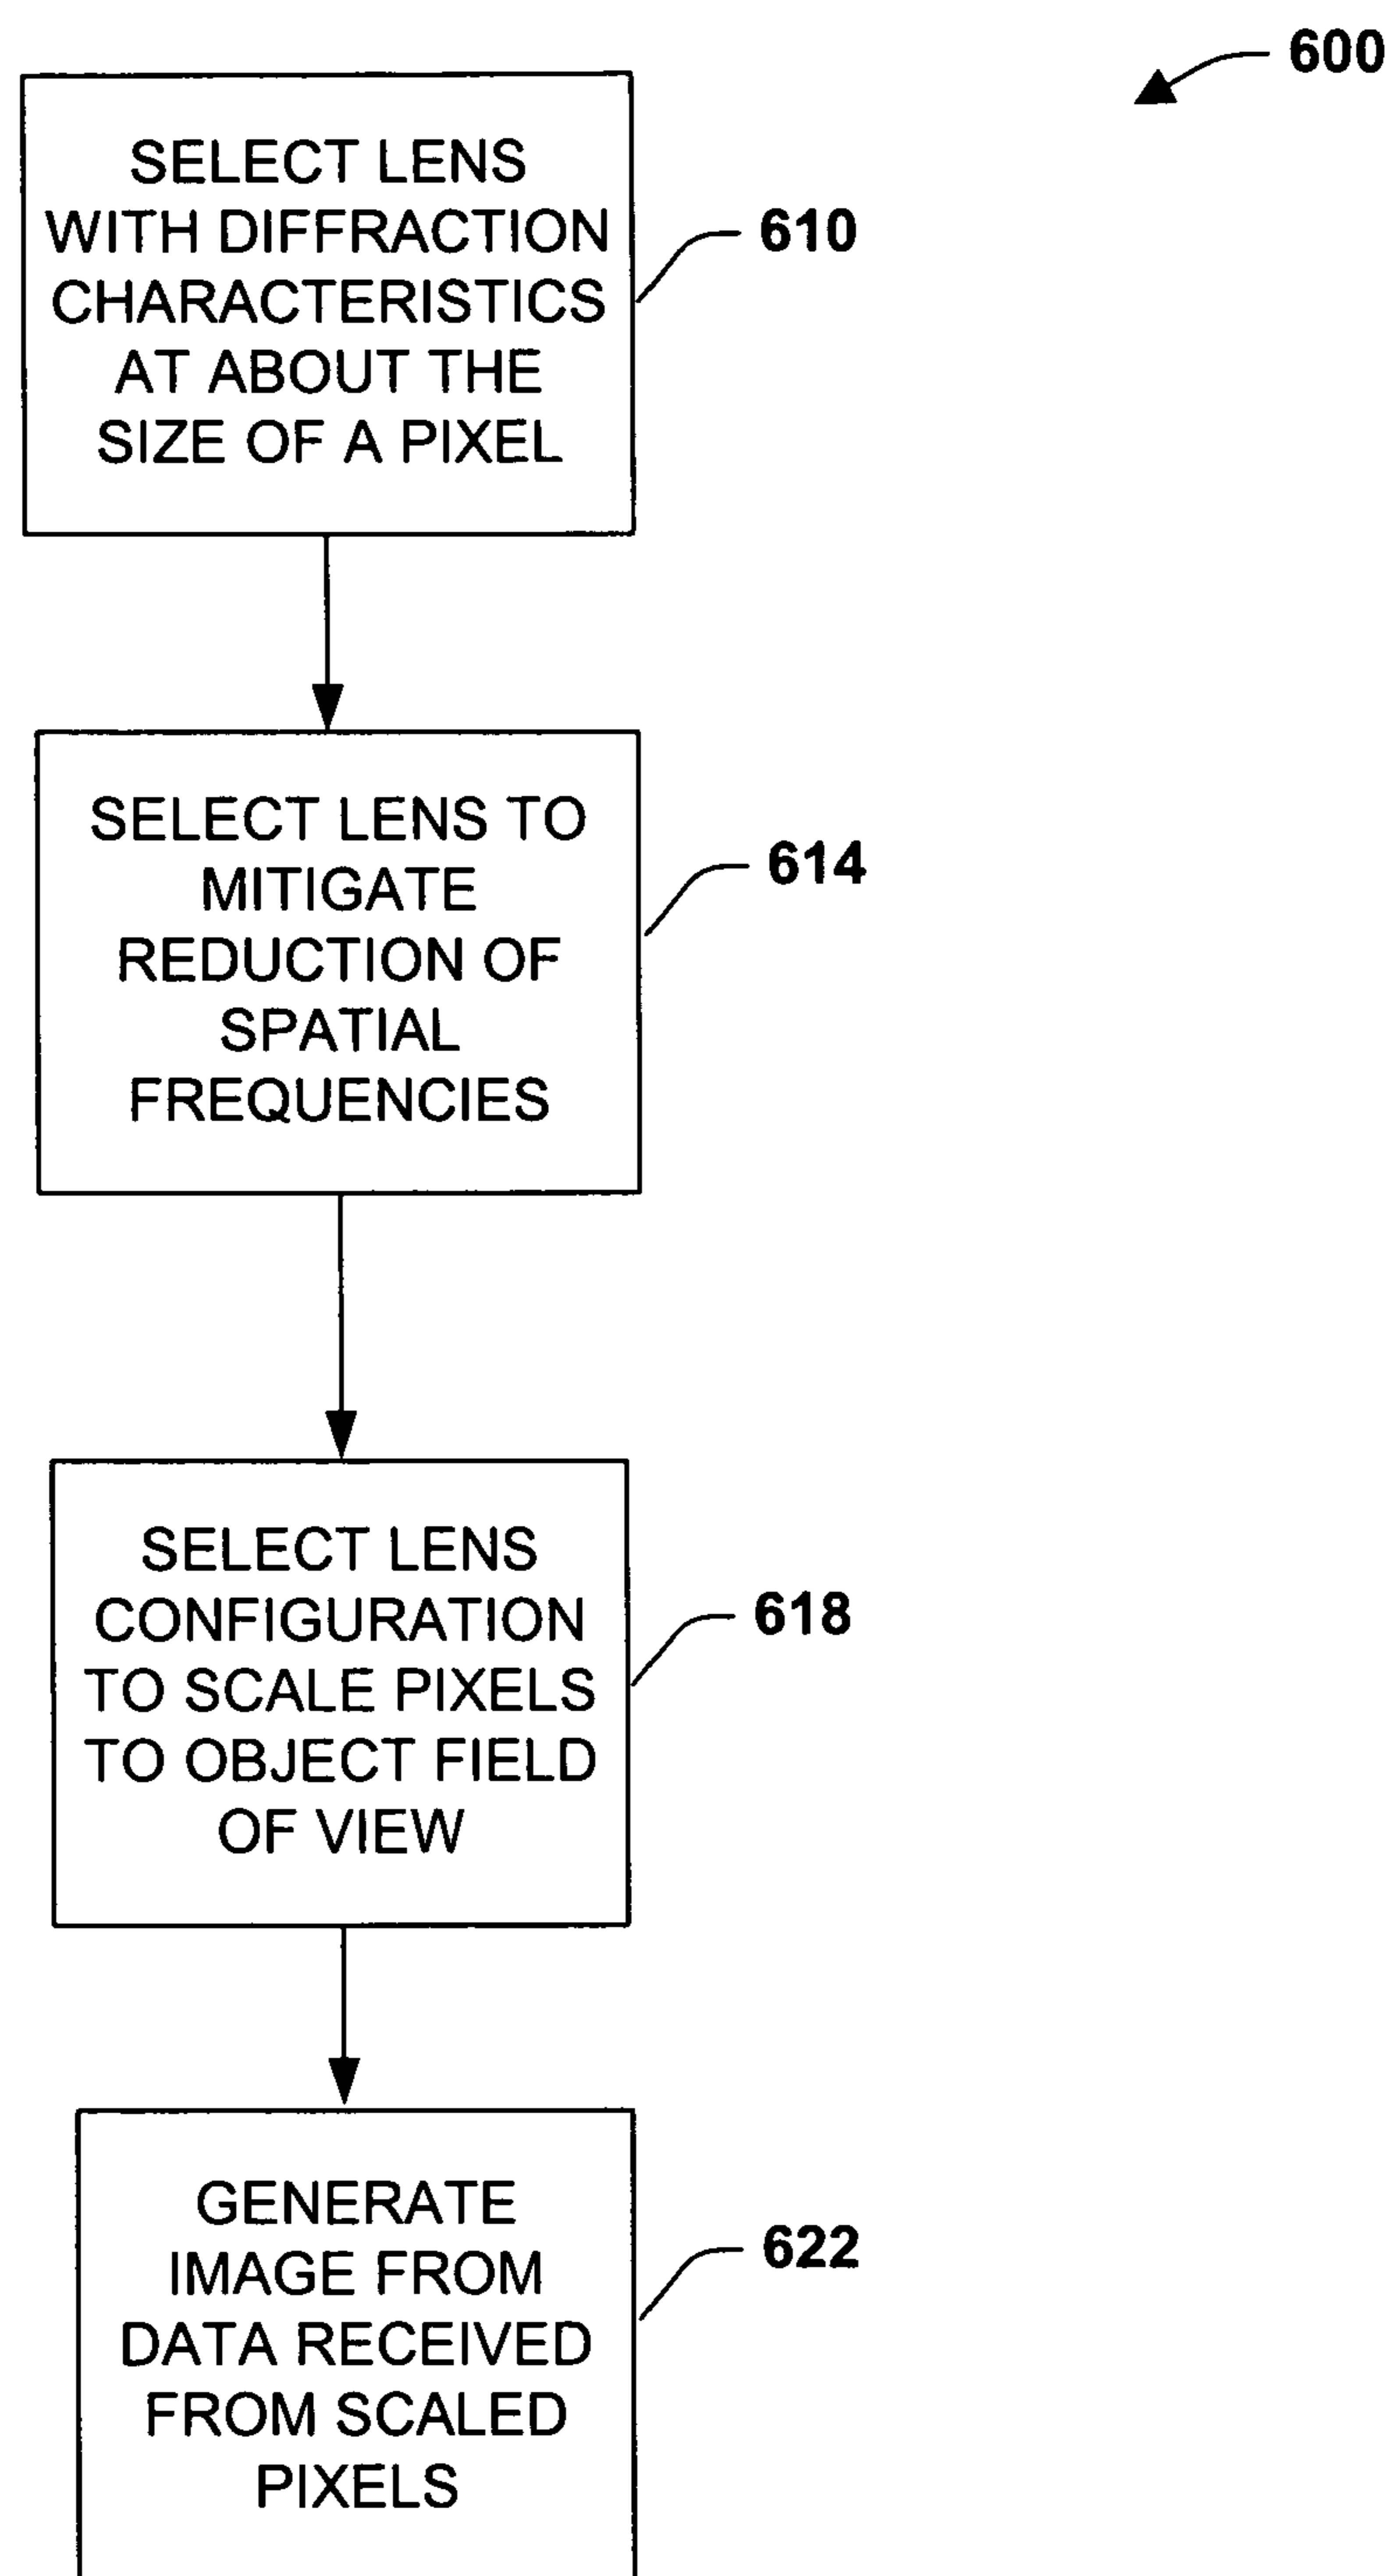 600
SELECT LENS
WITH DIFFRACTION
CHARACTERISTICS
AT ABOUT THE
SIZE OF A PIXEL
610
SELECT LENS TO
MITIGATE
REDUCTION OF
SPATIAL
FREQUENCIES
614
SELECT LENS
CONFIGURATION
TO SCALE PIXELS
TO OBJECT FIELD
OF VIEW
618
GENERATE
IMAGE FROM
DATA RECEIVED
FROM SCALED
PIXELS
622